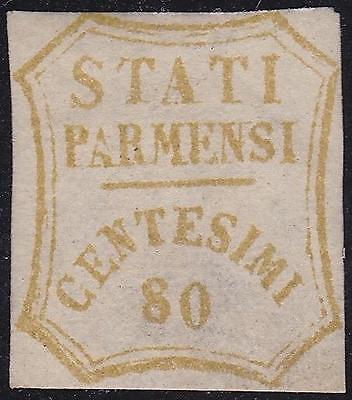 STATI
PARMENSI
CENTESIMI
80